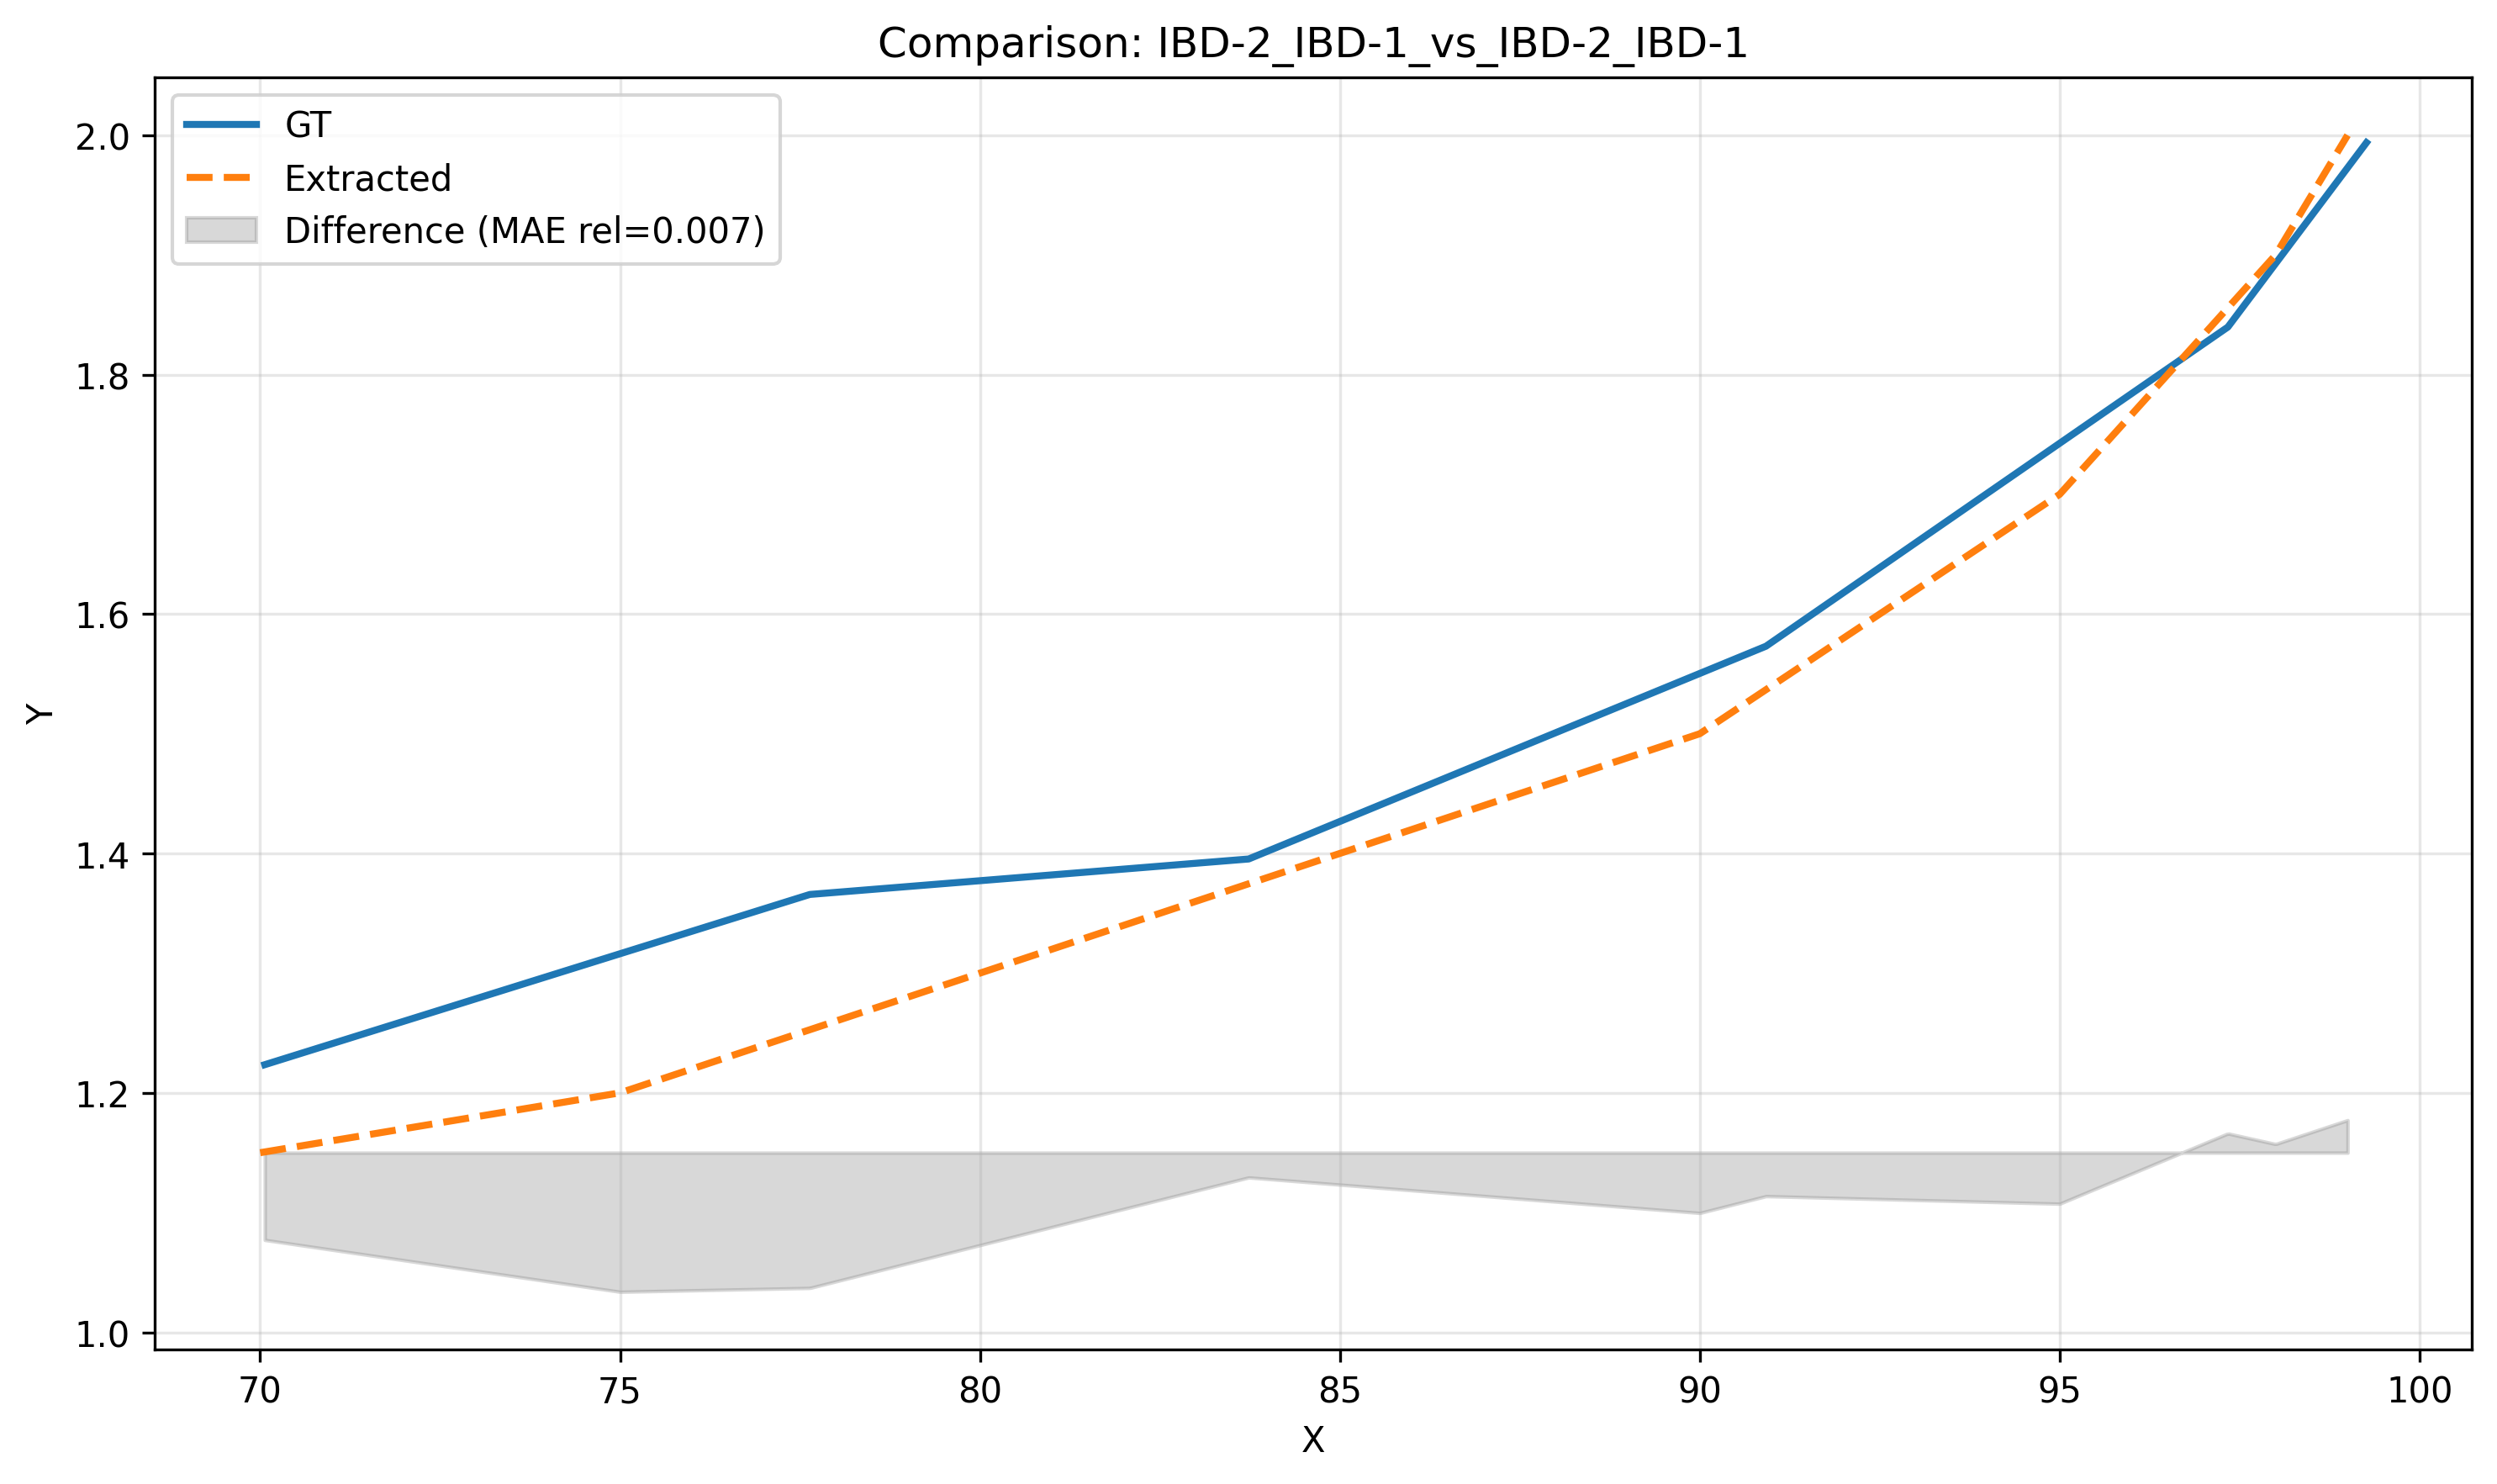 Comparison: IBD-2_IBD-1_vs_IBD-2_IBD-1
GT
Extracted
Difference (MAE rel=0.007)
2.0
1.8
1.6
1.4
1.2
1.0
Y
70 75 80 85 90 95 100
X